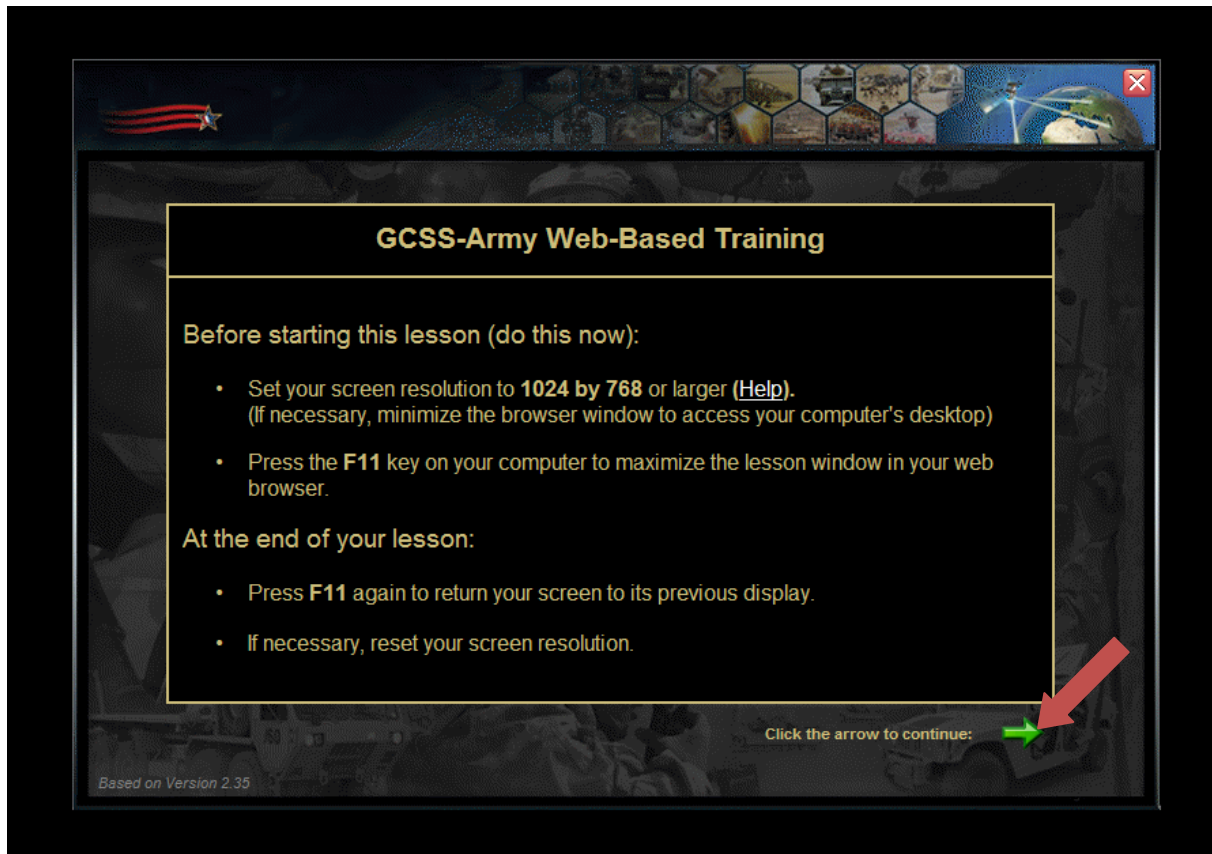 GCSS-Army Web-Based Training
Before starting this lesson (do this now):
• Set your screen resolution to 1024 by 768 or larger (Help).
(If necessary, minimize the browser window to access your computer's desktop)
• Press the F11 key on your computer to maximize the lesson window in your web
browser.
At the end of your lesson:
• Press F11 again to return your screen to its previous display.
• If necessary, reset your screen resolution.
Click the arrow to continue:
Based on Version 2.35